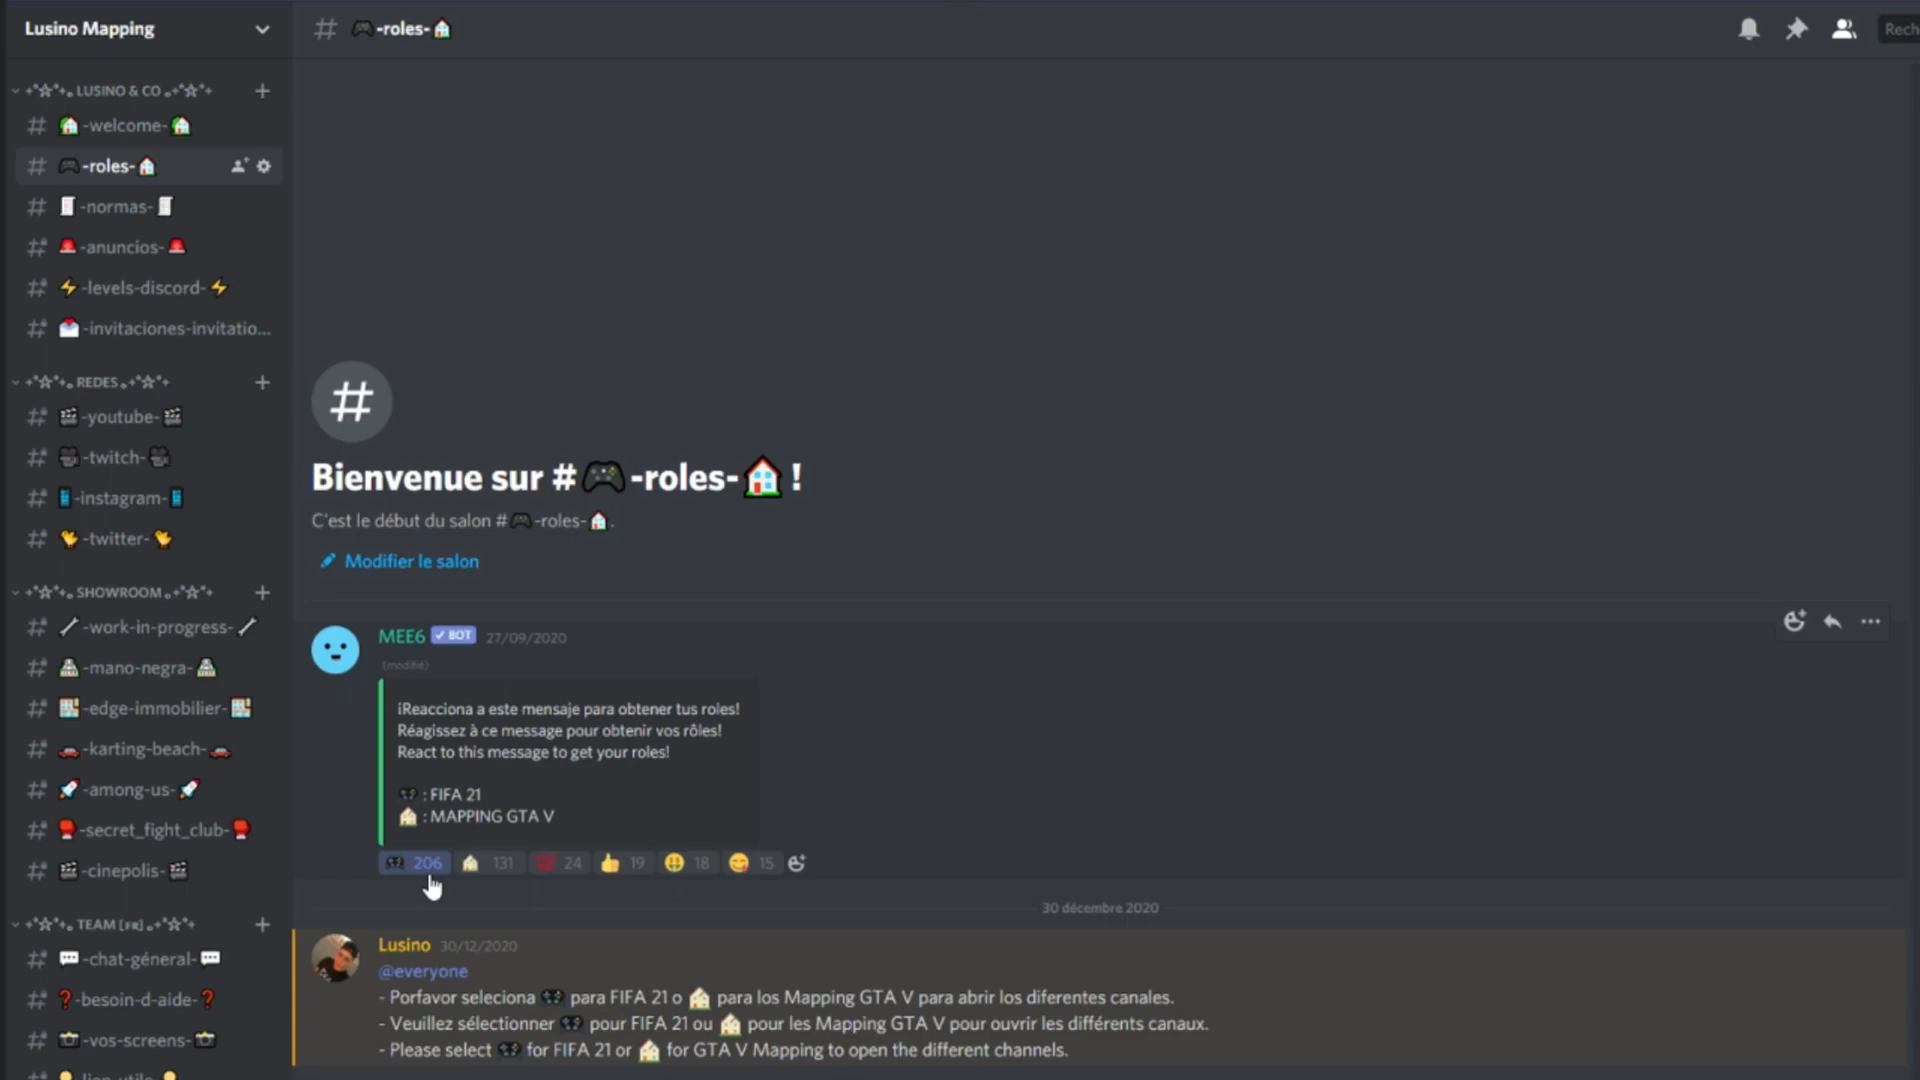 Lusino Mapping
LUSINO & CO
-welcome-
-roles-
-normas-
-anuncios-
-levels-discord-
-invitaciones-invitatio...
REDES
-youtube-
-twitch-
-instagram-
-twitter-
SHOWROOM
-work-in-progress-
-mano-negra-
-edge-immobilier-
-karting-beach-
-among-us-
-secret_fight_club-
-cinepolis-
TEAM [FR]
-chat-géneral-
-besoin-d-aide-
-vos-screens-
# -roles-
Rech
Bienvenue sur # -roles- !
C'est le début du salon # -roles- .
Modifier le salon
MEE6 BOT 27/09/2020
(modifié)
¡Reacciona a este mensaje para obtener tus roles!
Réagissez à ce message pour obtenir vos rôles!
React to this message to get your roles!
: FIFA 21
: MAPPING GTA V
206 131 24 19 18 15
30 décembre 2020
Lusino 30/12/2020
@everyone
- Porfavor seleciona para FIFA 21 o para los Mapping GTA V para abrir los diferentes canales.
- Veuillez sélectionner pour FIFA 21 ou pour les Mapping GTA V pour ouvrir les différents canaux.
- Please select for FIFA 21 or for GTA V Mapping to open the different channels.